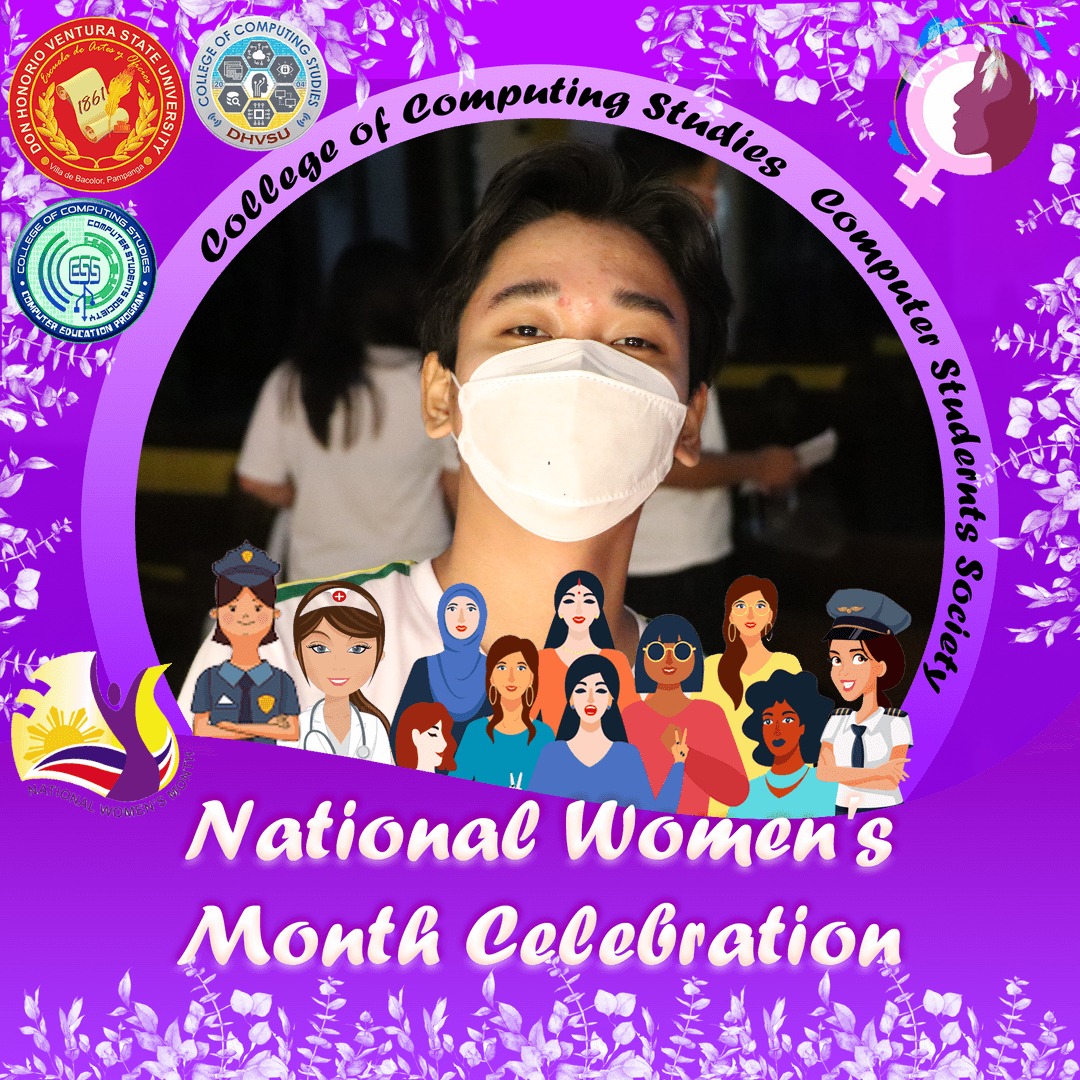 DON HONORIO VENTURA STATE UNIVERSITY
Escuela de Artes y Oficios
1861
Villa de Bacolor, Pampanga
COLLEGE OF COMPUTING STUDIES
20 04
DHVSU
COLLEGE OF COMPUTING STUDIES
COMPUTER STUDENTS SOCIETY
CSS
COMPUTER EDUCATION PROGRAM
College of Computing Studies Computer Studernts Society
NATIONAL WOMEN'S MONTH
National Women's
Month Celebration